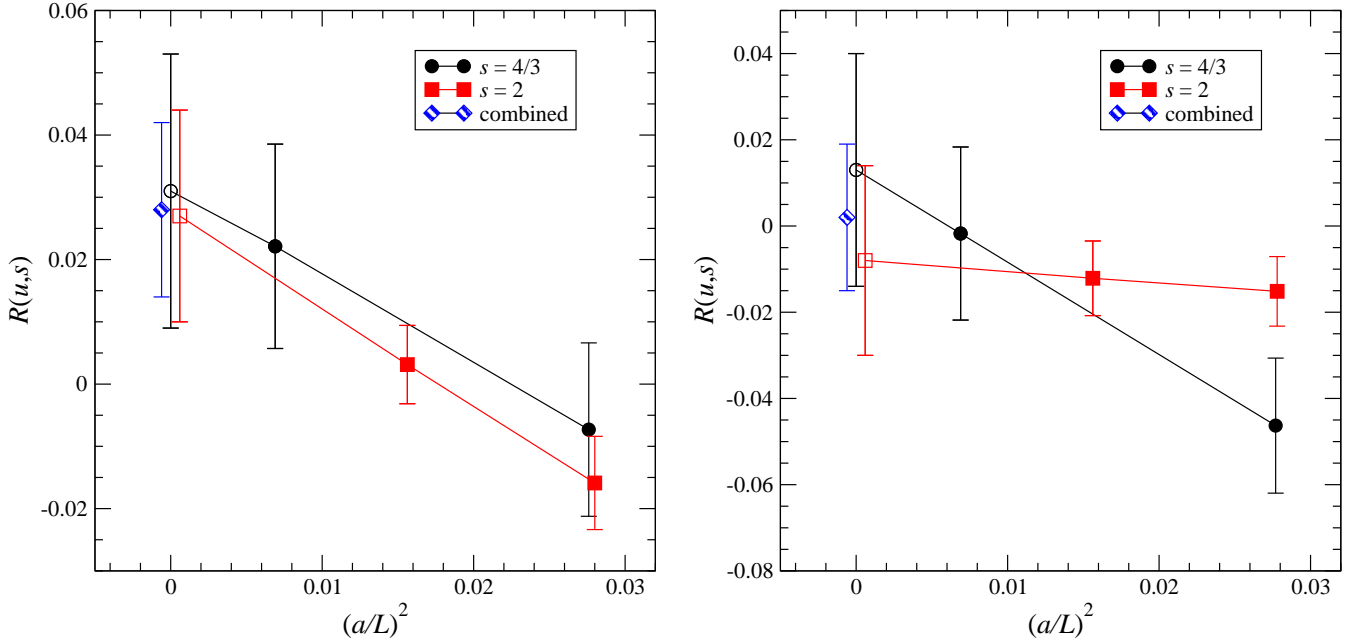 0.06
0.04
0.02
0
-0.02
R(u,s)
0
0.01
0.02
0.03
(a/L)²
s = 4/3
s = 2
combined
0.04
0.02
0
-0.02
-0.04
-0.06
-0.08
R(u,s)
0
0.01
0.02
0.03
(a/L)²
s = 4/3
s = 2
combined